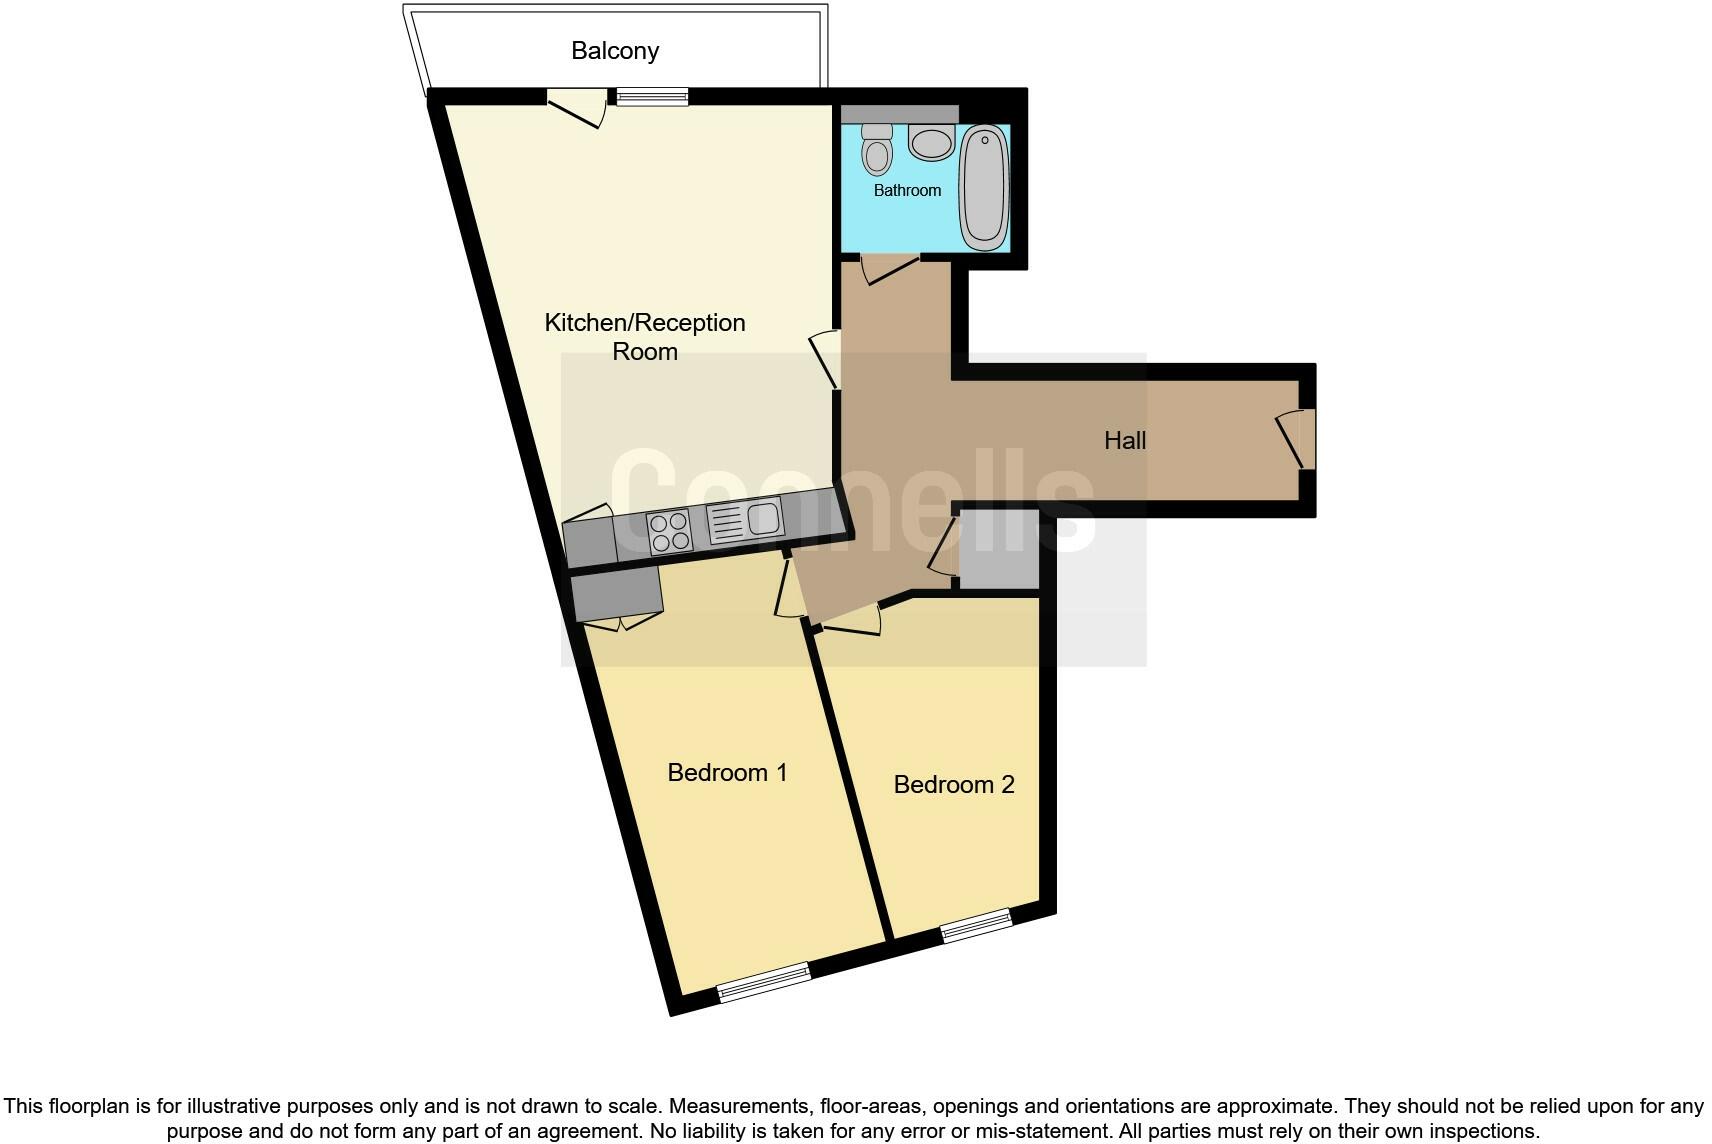 Balcony
Bathroom
Kitchen/Reception
Room
Hall
Connells
Bedroom 1
Bedroom 2
This floorplan is for illustrative purposes only and is not drawn to scale. Measurements, floor-areas, openings and orientations are approximate. They should not be relied upon for any
purpose and do not form any part of an agreement. No liability is taken for any error or mis-statement. All parties must rely on their own inspections.